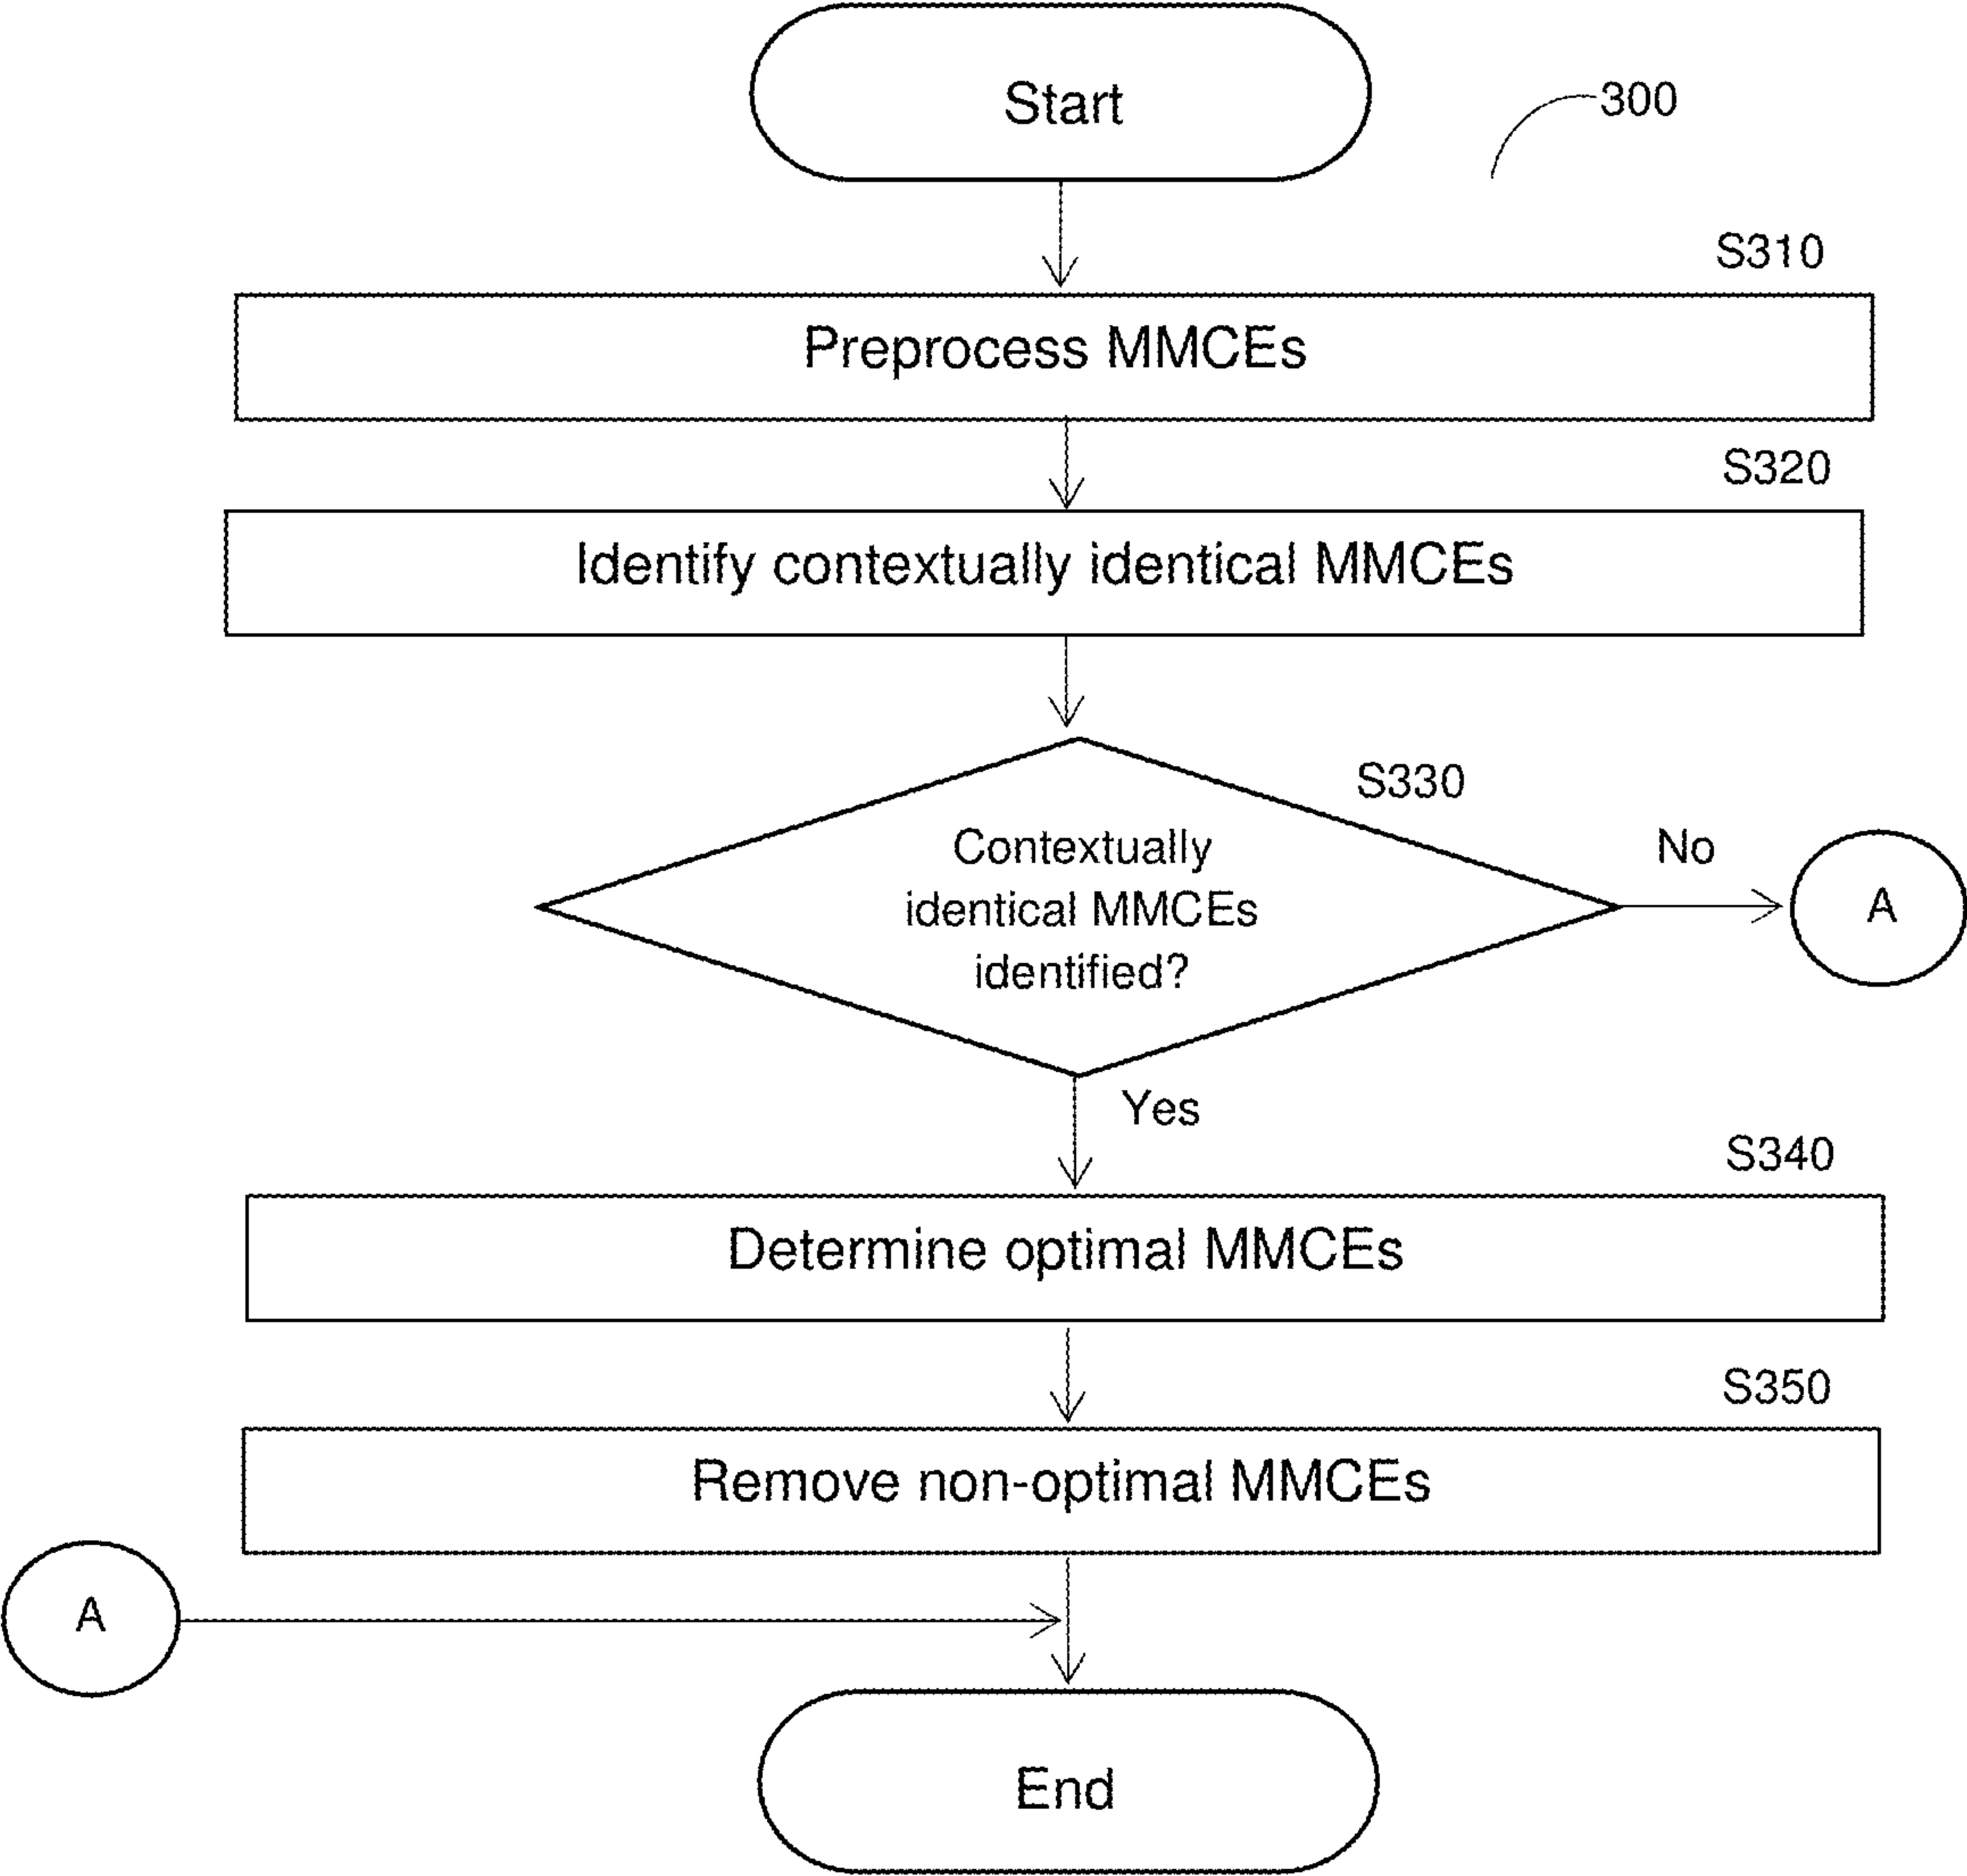 Start
300
S310
Preprocess MMCEs
S320
Identify contextually identical MMCEs
S330
Contextually
identical MMCEs
identified?
No
A
Yes
S340
Determine optimal MMCEs
S350
Remove non-optimal MMCEs
A
End